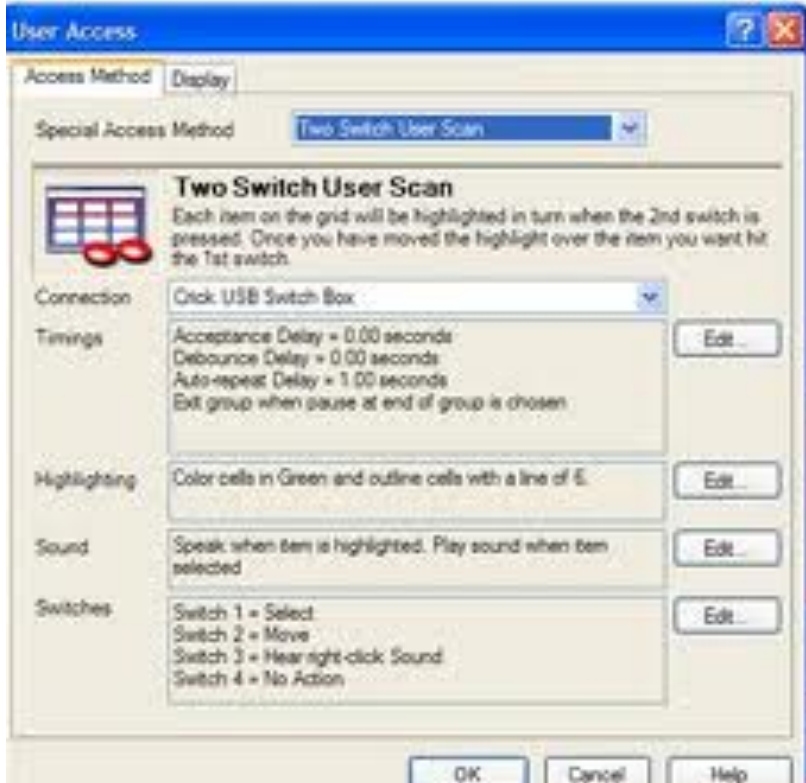 User Access
Access Method Display
Special Access Method Two Switch User Scan
Two Switch User Scan
Each item on the grid will be highlighted in turn when the 2nd switch is
pressed. Once you have moved the highlight over the item you want hit
the 1st switch.
Connection Crick USB Switch Box
Timings Acceptance Delay = 0.00 seconds Edit...
Debounce Delay = 0.00 seconds
Auto-repeat Delay = 1.00 seconds
Exit group when pause at end of group is chosen
Highlighting Color cells in Green and outline cells with a line of 6. Edit...
Sound Speak when item is highlighted. Play sound when item Edit...
selected
Switches Switch 1 = Select Edit...
Switch 2 = Move
Switch 3 = Hear right-click Sound
Switch 4 = No Action
OK Cancel Help